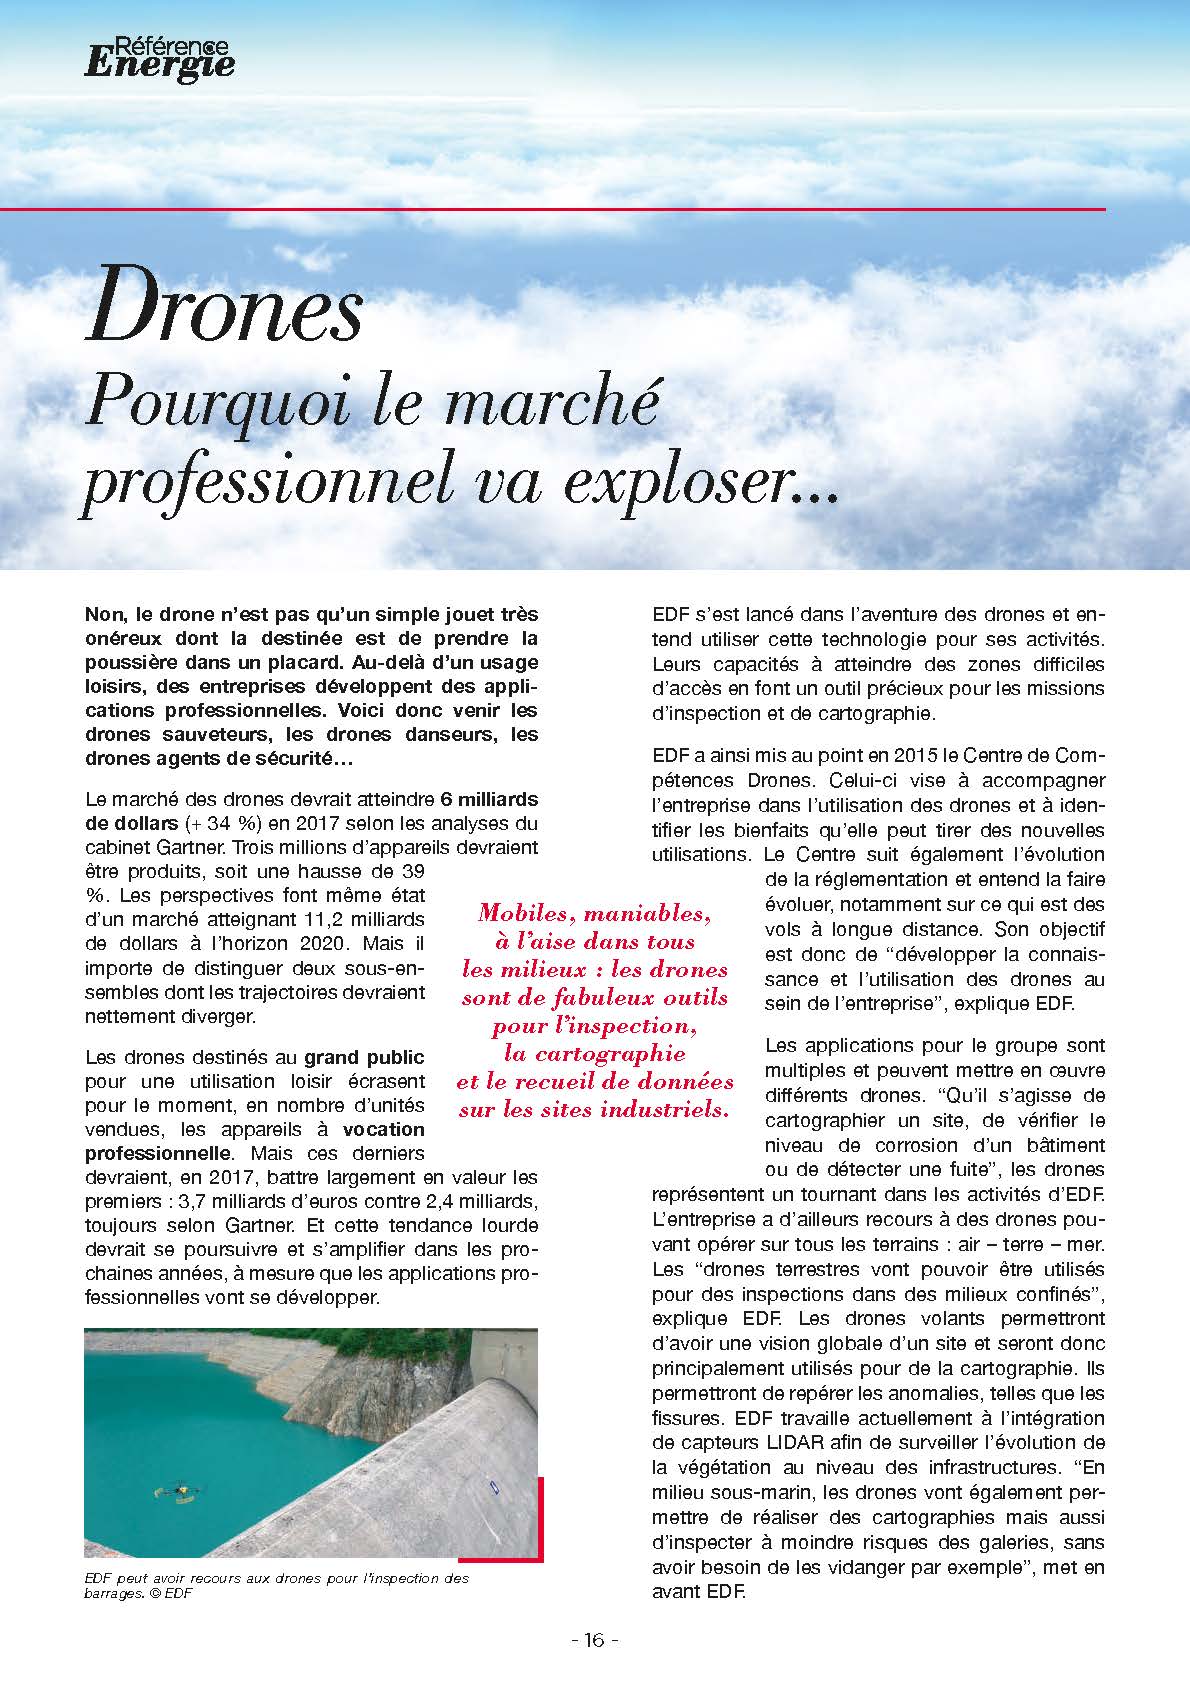 Référence
Energie
Drones
Pourquoi le marché
professionnel va exploser...
Non, le drone n’est pas qu’un simple jouet très
onéreux dont la destinée est de prendre la
poussière dans un placard. Au-delà d’un usage
loisirs, des entreprises développent des appli-
cations professionnelles. Voici donc venir les
drones sauveteurs, les drones danseurs, les
drones agents de sécurité…
Le marché des drones devrait atteindre 6 milliards
de dollars (+ 34 %) en 2017 selon les analyses du
cabinet Gartner. Trois millions d’appareils devraient
être produits, soit une hausse de 39
%. Les perspectives font même état
d’un marché atteignant 11,2 milliards
de dollars à l’horizon 2020. Mais il
importe de distinguer deux sous-en-
sembles dont les trajectoires devraient
nettement diverger.
Les drones destinés au grand public
pour une utilisation loisir écrasent
pour le moment, en nombre d’unités
vendues, les appareils à vocation
professionnelle. Mais ces derniers
devraient, en 2017, battre largement en valeur les
premiers : 3,7 milliards d’euros contre 2,4 milliards,
toujours selon Gartner. Et cette tendance lourde
devrait se poursuivre et s’amplifier dans les pro-
chaines années, à mesure que les applications pro-
fessionnelles vont se développer.
EDF peut avoir recours aux drones pour l’inspection des
barrages. © EDF
Mobiles, maniables,
à l’aise dans tous
les milieux : les drones
sont de fabuleux outils
pour l’inspection,
la cartographie
et le recueil de données
sur les sites industriels.
EDF s’est lancé dans l’aventure des drones et en-
tend utiliser cette technologie pour ses activités.
Leurs capacités à atteindre des zones difficiles
d’accès en font un outil précieux pour les missions
d’inspection et de cartographie.
EDF a ainsi mis au point en 2015 le Centre de Com-
pétences Drones. Celui-ci vise à accompagner
l’entreprise dans l’utilisation des drones et à iden-
tifier les bienfaits qu’elle peut tirer des nouvelles
utilisations. Le Centre suit également l’évolution
de la réglementation et entend la faire
évoluer, notamment sur ce qui est des
vols à longue distance. Son objectif
est donc de “développer la connais-
sance et l’utilisation des drones au
sein de l’entreprise”, explique EDF.
Les applications pour le groupe sont
multiples et peuvent mettre en œuvre
différents drones. “Qu’il s’agisse de
cartographier un site, de vérifier le
niveau de corrosion d’un bâtiment
ou de détecter une fuite”, les drones
représentent un tournant dans les activités d’EDF.
L’entreprise a d’ailleurs recours à des drones pou-
vant opérer sur tous les terrains : air – terre – mer.
Les “drones terrestres vont pouvoir être utilisés
pour des inspections dans des milieux confinés”,
explique EDF. Les drones volants permettront
d’avoir une vision globale d’un site et seront donc
principalement utilisés pour de la cartographie. Ils
permettront de repérer les anomalies, telles que les
fissures. EDF travaille actuellement à l’intégration
de capteurs LIDAR afin de surveiller l’évolution de
la végétation au niveau des infrastructures. “En
milieu sous-marin, les drones vont également per-
mettre de réaliser des cartographies mais aussi
d’inspecter à moindre risques des galeries, sans
avoir besoin de les vidanger par exemple”, met en
avant EDF.
- 16 -